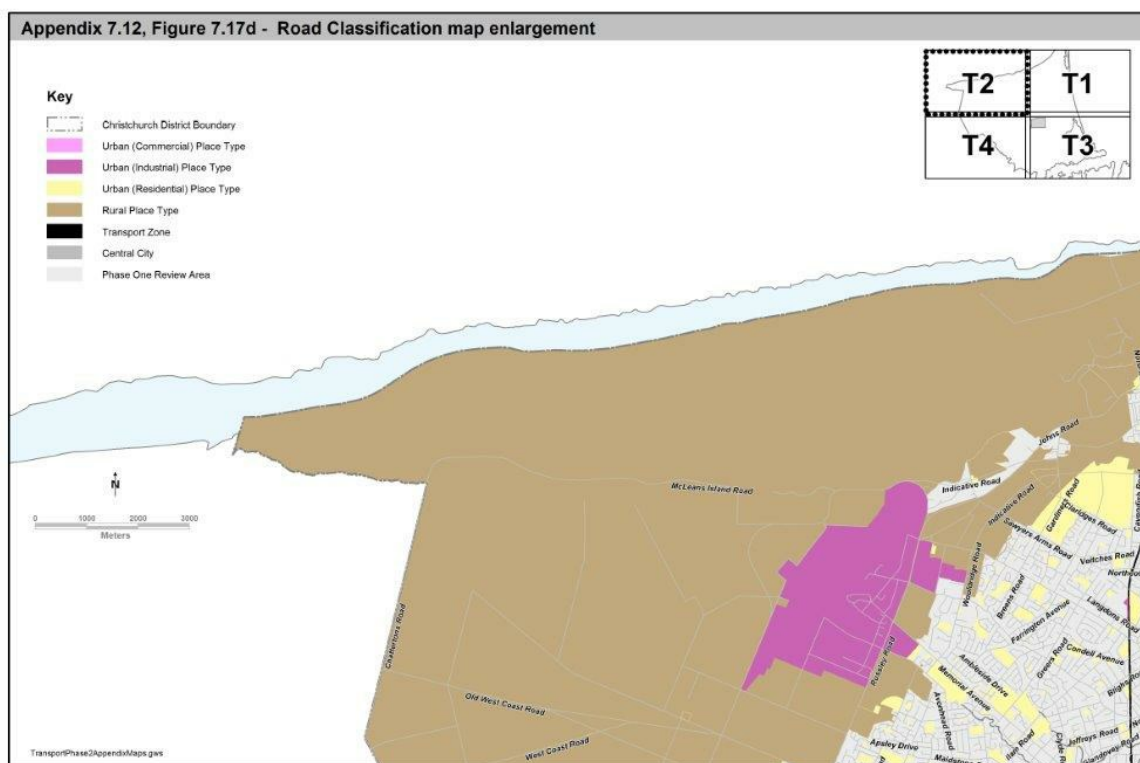 Appendix 7.12, Figure 7.17d - Road Classification map enlargement
T2
T1
T4
T3
Key
Christchurch District Boundary
Urban (Commercial) Place Type
Urban (Industrial) Place Type
Urban (Residential) Place Type
Rural Place Type
Transport Zone
Central City
Phase One Review Area
N
0 1000 2000 3000
Meters
Johns Road
McLeans Island Road
Indicative Road
Indicative Road
Gardiners Road
Claridges Road
Sawyers Arms Road
Veitches Road
Wooldridge Road
Breens Road
Farrington Avenue
Langdons Road
Chattertons Road
Russley Road
Greers Road
Condell Avenue
Ambleside Drive
Memorial Avenue
Avonhead Road
Old West Coast Road
West Coast Road
Apsley Drive
Ilam Road
Jeffreys Road
TransportPhase2AppendixMaps.gws